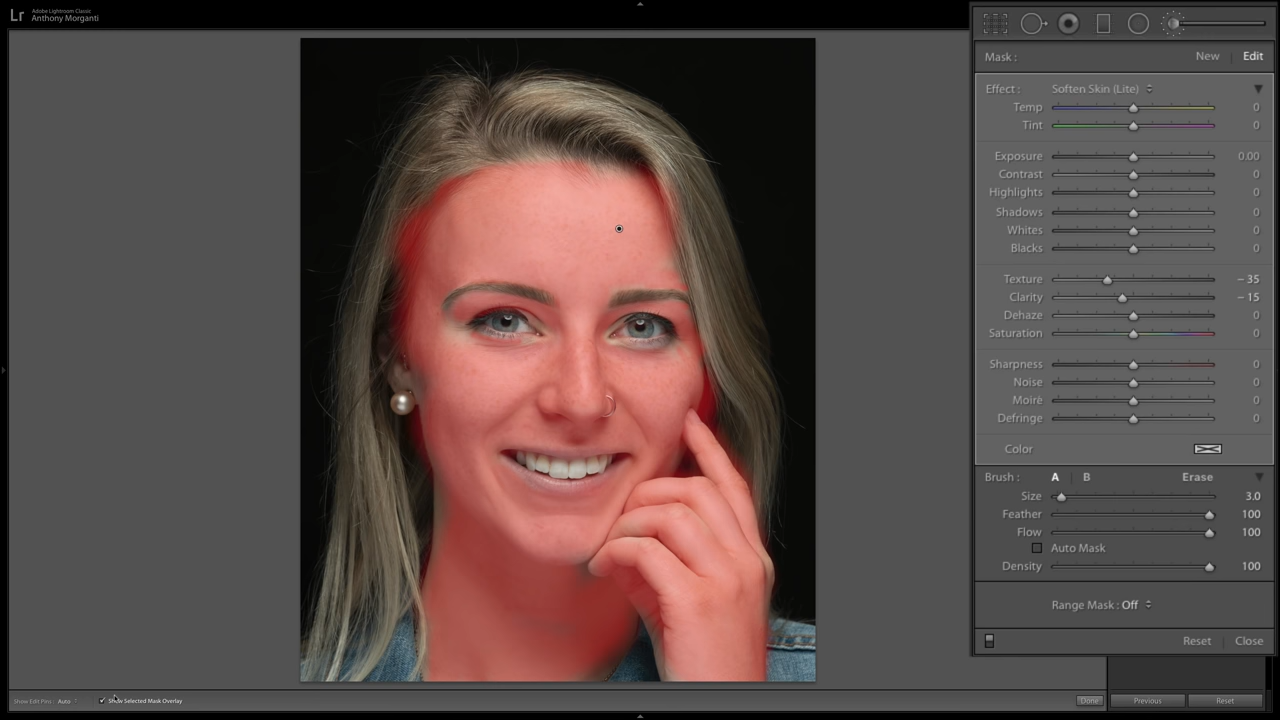 Lr
Adobe Lightroom Classic
Anthony Morganti
Mask :
New
Edit
Effect : Soften Skin (Lite)
Temp 0
Tint 0
Exposure 0.00
Contrast 0
Highlights 0
Shadows 0
Whites 0
Blacks 0
Texture – 35
Clarity – 15
Dehaze 0
Saturation 0
Sharpness 0
Noise 0
Moiré 0
Defringe 0
Color
Brush : A B Erase
Size 3.0
Feather 100
Flow 100
Auto Mask
Density 100
Range Mask : Off
Reset Close
Show Edit Pins : Auto
Show Selected Mask Overlay
Done
Previous
Reset